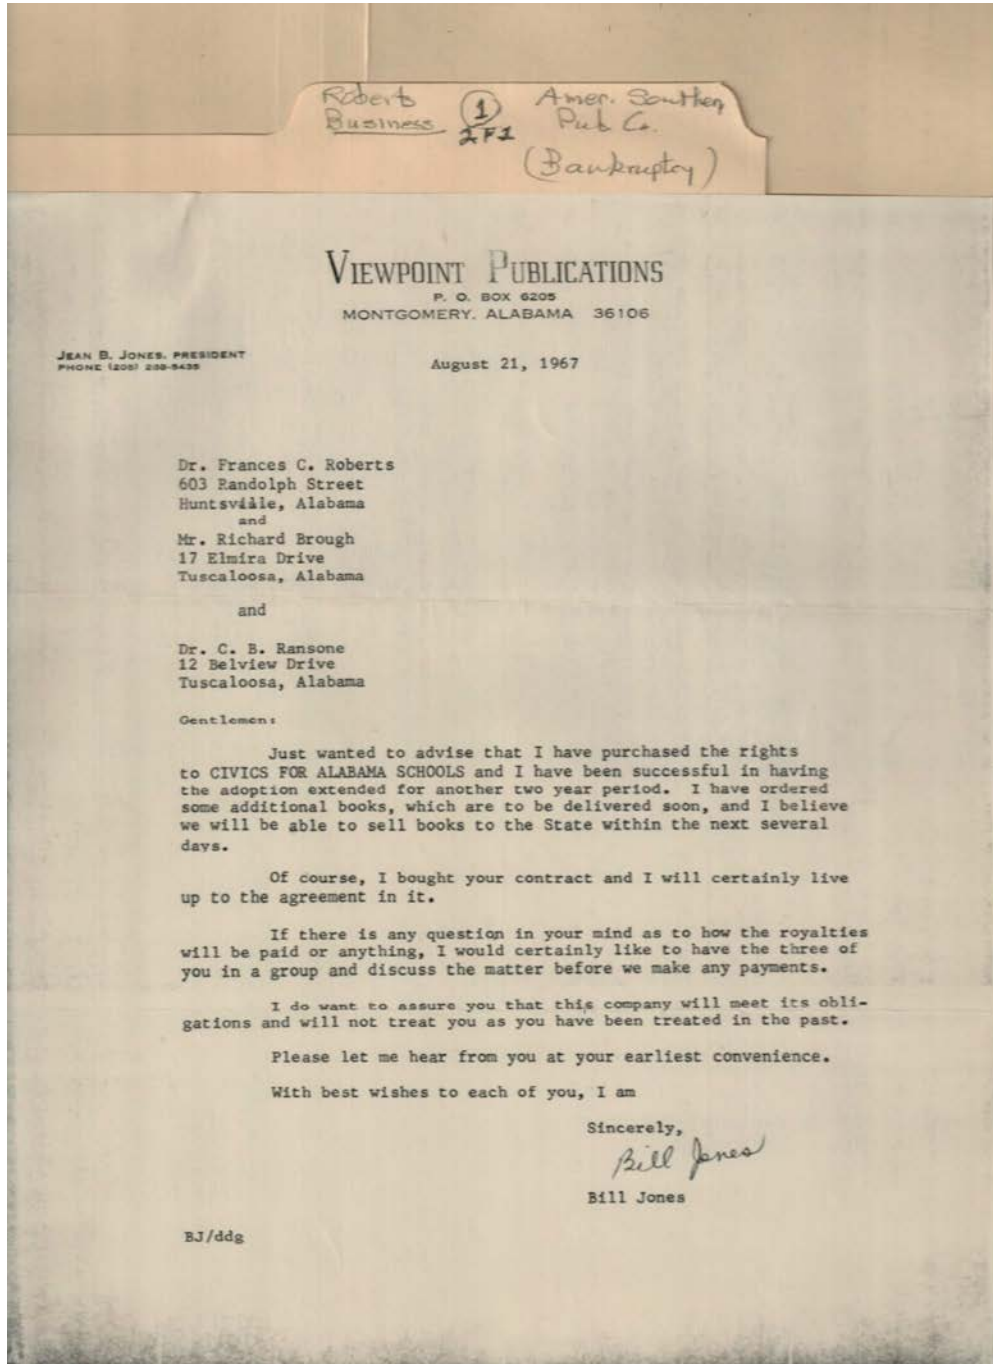 Roberts
Business
1
2F1
Amer. Southern
Pub Co.
(Bankruptcy)
VIEWPOINT PUBLICATIONS
P. O. BOX 6205
MONTGOMERY, ALABAMA 36106
JEAN B. JONES, PRESIDENT
PHONE (205)
August 21, 1967
Dr. Frances C. Roberts
603 Randolph Street
Huntsville, Alabama
and
Mr. Richard Brough
17 Elmira Drive
Tuscaloosa, Alabama
and
Dr. C. B. Ransone
12 Belview Drive
Tuscaloosa, Alabama
Gentlemen:
Just wanted to advise that I have purchased the rights
to CIVICS FOR ALABAMA SCHOOLS and I have been successful in having
the adoption extended for another two year period. I have ordered
some additional books, which are to be delivered soon, and I believe
we will be able to sell books to the State within the next several
days.
Of course, I bought your contract and I will certainly live
up to the agreement in it.
If there is any question in your mind as to how the royalties
will be paid or anything, I would certainly like to have the three of
you in a group and discuss the matter before we make any payments.
I do want to assure you that this company will meet its obli-
gations and will not treat you as you have been treated in the past.
Please let me hear from you at your earliest convenience.
With best wishes to each of you, I am
Sincerely,
Bill Jones
Bill Jones
BJ/ddg